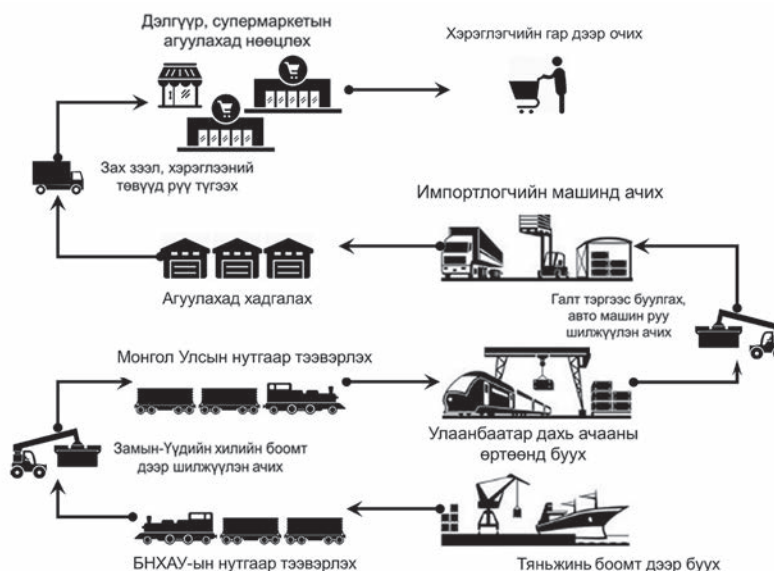 Дэлгүүр, супермаркетын
агуулахад нөөцлөх
Хэрэглэгчийн гар дээр очих
Зах зээл, хэрэглээний
төвүүд рүү түгээх
Импортлогчийн машинд ачих
Агуулахад хадгалах
Галт тэргээс буулгах,
авто машин руу
шилжүүлэн ачих
Монгол Улсын нутгаар тээвэрлэх
Улаанбаатар дахь ачааны
өртөөнд буух
Замын-Үүдийн хилийн боомт
дээр шилжүүлэн ачих
БНХАУ-ын нутгаар тээвэрлэх
Тяньжинь боомт дээр буух